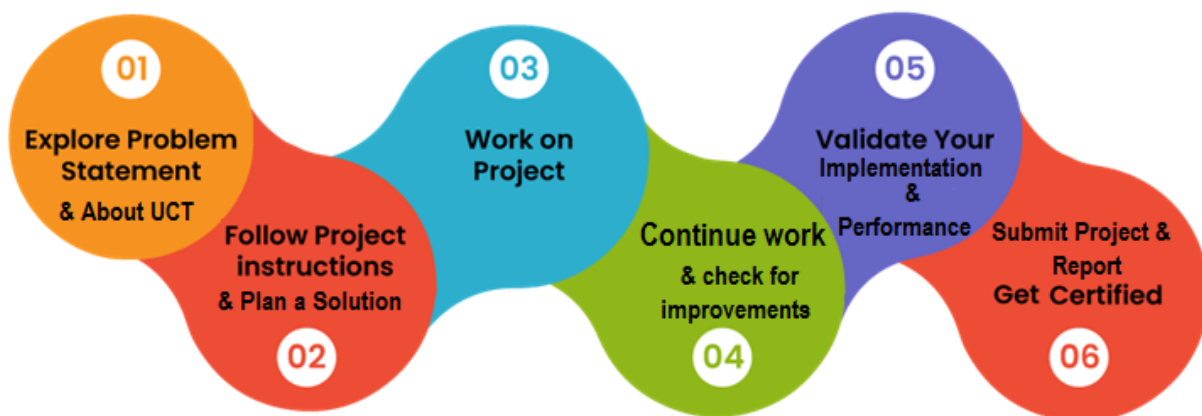 01
Explore Problem
Statement
& About UCT
Follow Project
instructions
& Plan a Solution
02
03
Work on
Project
Continue work
& check for
improvements
04
05
Validate Your
Implementation
&
Performance
Submit Project &
Report
Get Certified
06